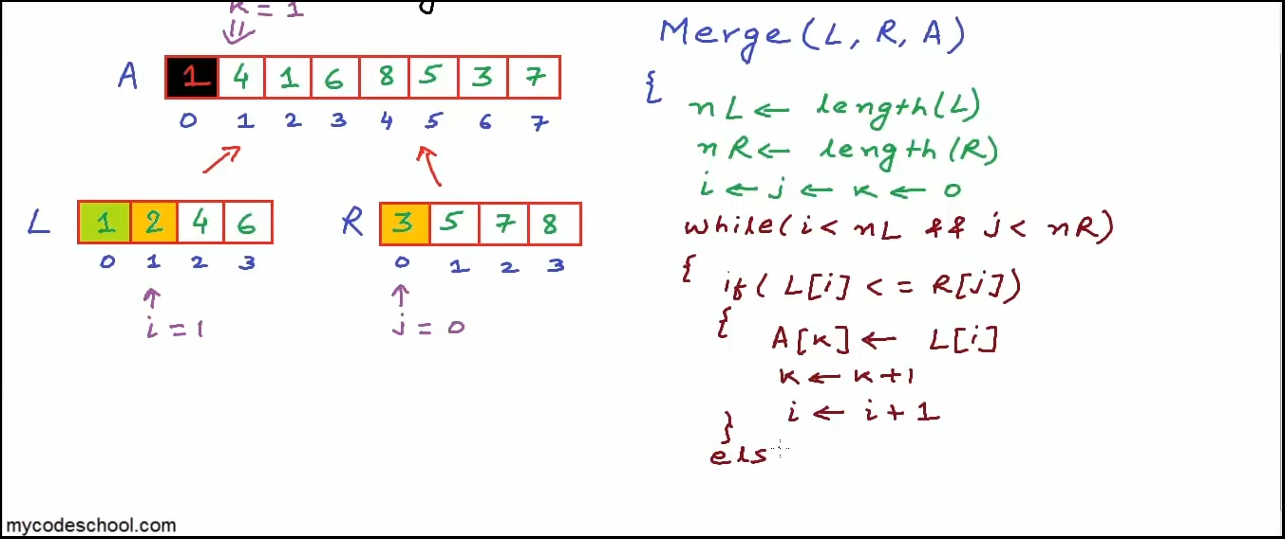 k = 1
A 1 4 1 6 8 5 3 7
0 1 2 3 4 5 6 7
L 1 2 4 6
0 1 2 3
i = 1
R 3 5 7 8
0 1 2 3
j = 0
Merge(L, R, A)
{
nL ← length(L)
nR ← length(R)
i ← j ← k ← 0
while(i < nL && j < nR)
{ if( L[i] <= R[j])
{ A[k] ← L[i]
k ← k+1
i ← i + 1
}
els
mycodeschool.com